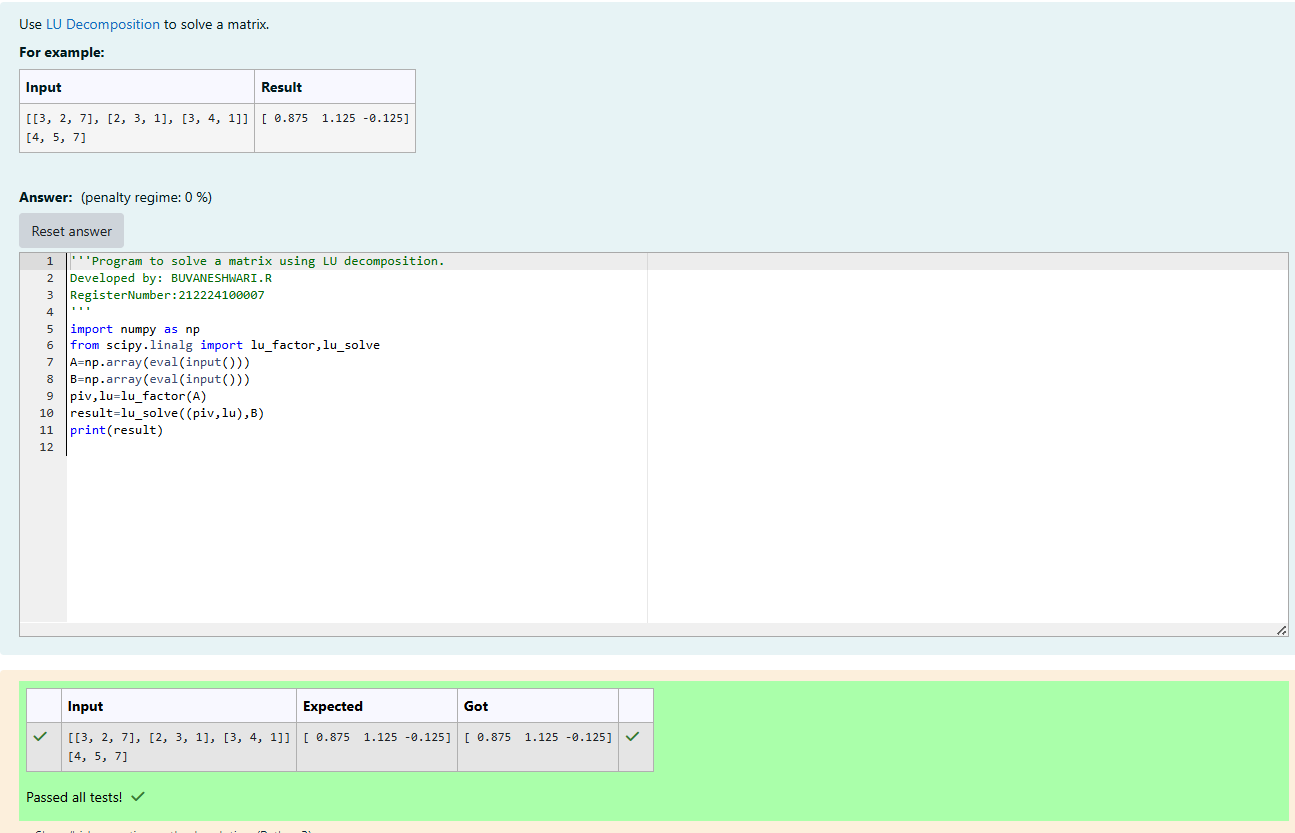 Use LU Decomposition to solve a matrix.
For example:
Input Result
[[3, 2, 7], [2, 3, 1], [3, 4, 1]] [ 0.875  1.125 -0.125]
[4, 5, 7]
Answer: (penalty regime: 0 %)
Reset answer
1 '''Program to solve a matrix using LU decomposition.
2 Developed by: BUVANESHWARI.R
3 RegisterNumber:212224100007
4 '''
5 import numpy as np
6 from scipy.linalg import lu_factor,lu_solve
7 A=np.array(eval(input()))
8 B=np.array(eval(input()))
9 piv,lu=lu_factor(A)
10 result=lu_solve((piv,lu),B)
11 print(result)
12
Input Expected Got
[[3, 2, 7], [2, 3, 1], [3, 4, 1]] [ 0.875  1.125 -0.125] [ 0.875  1.125 -0.125]
[4, 5, 7]
Passed all tests!